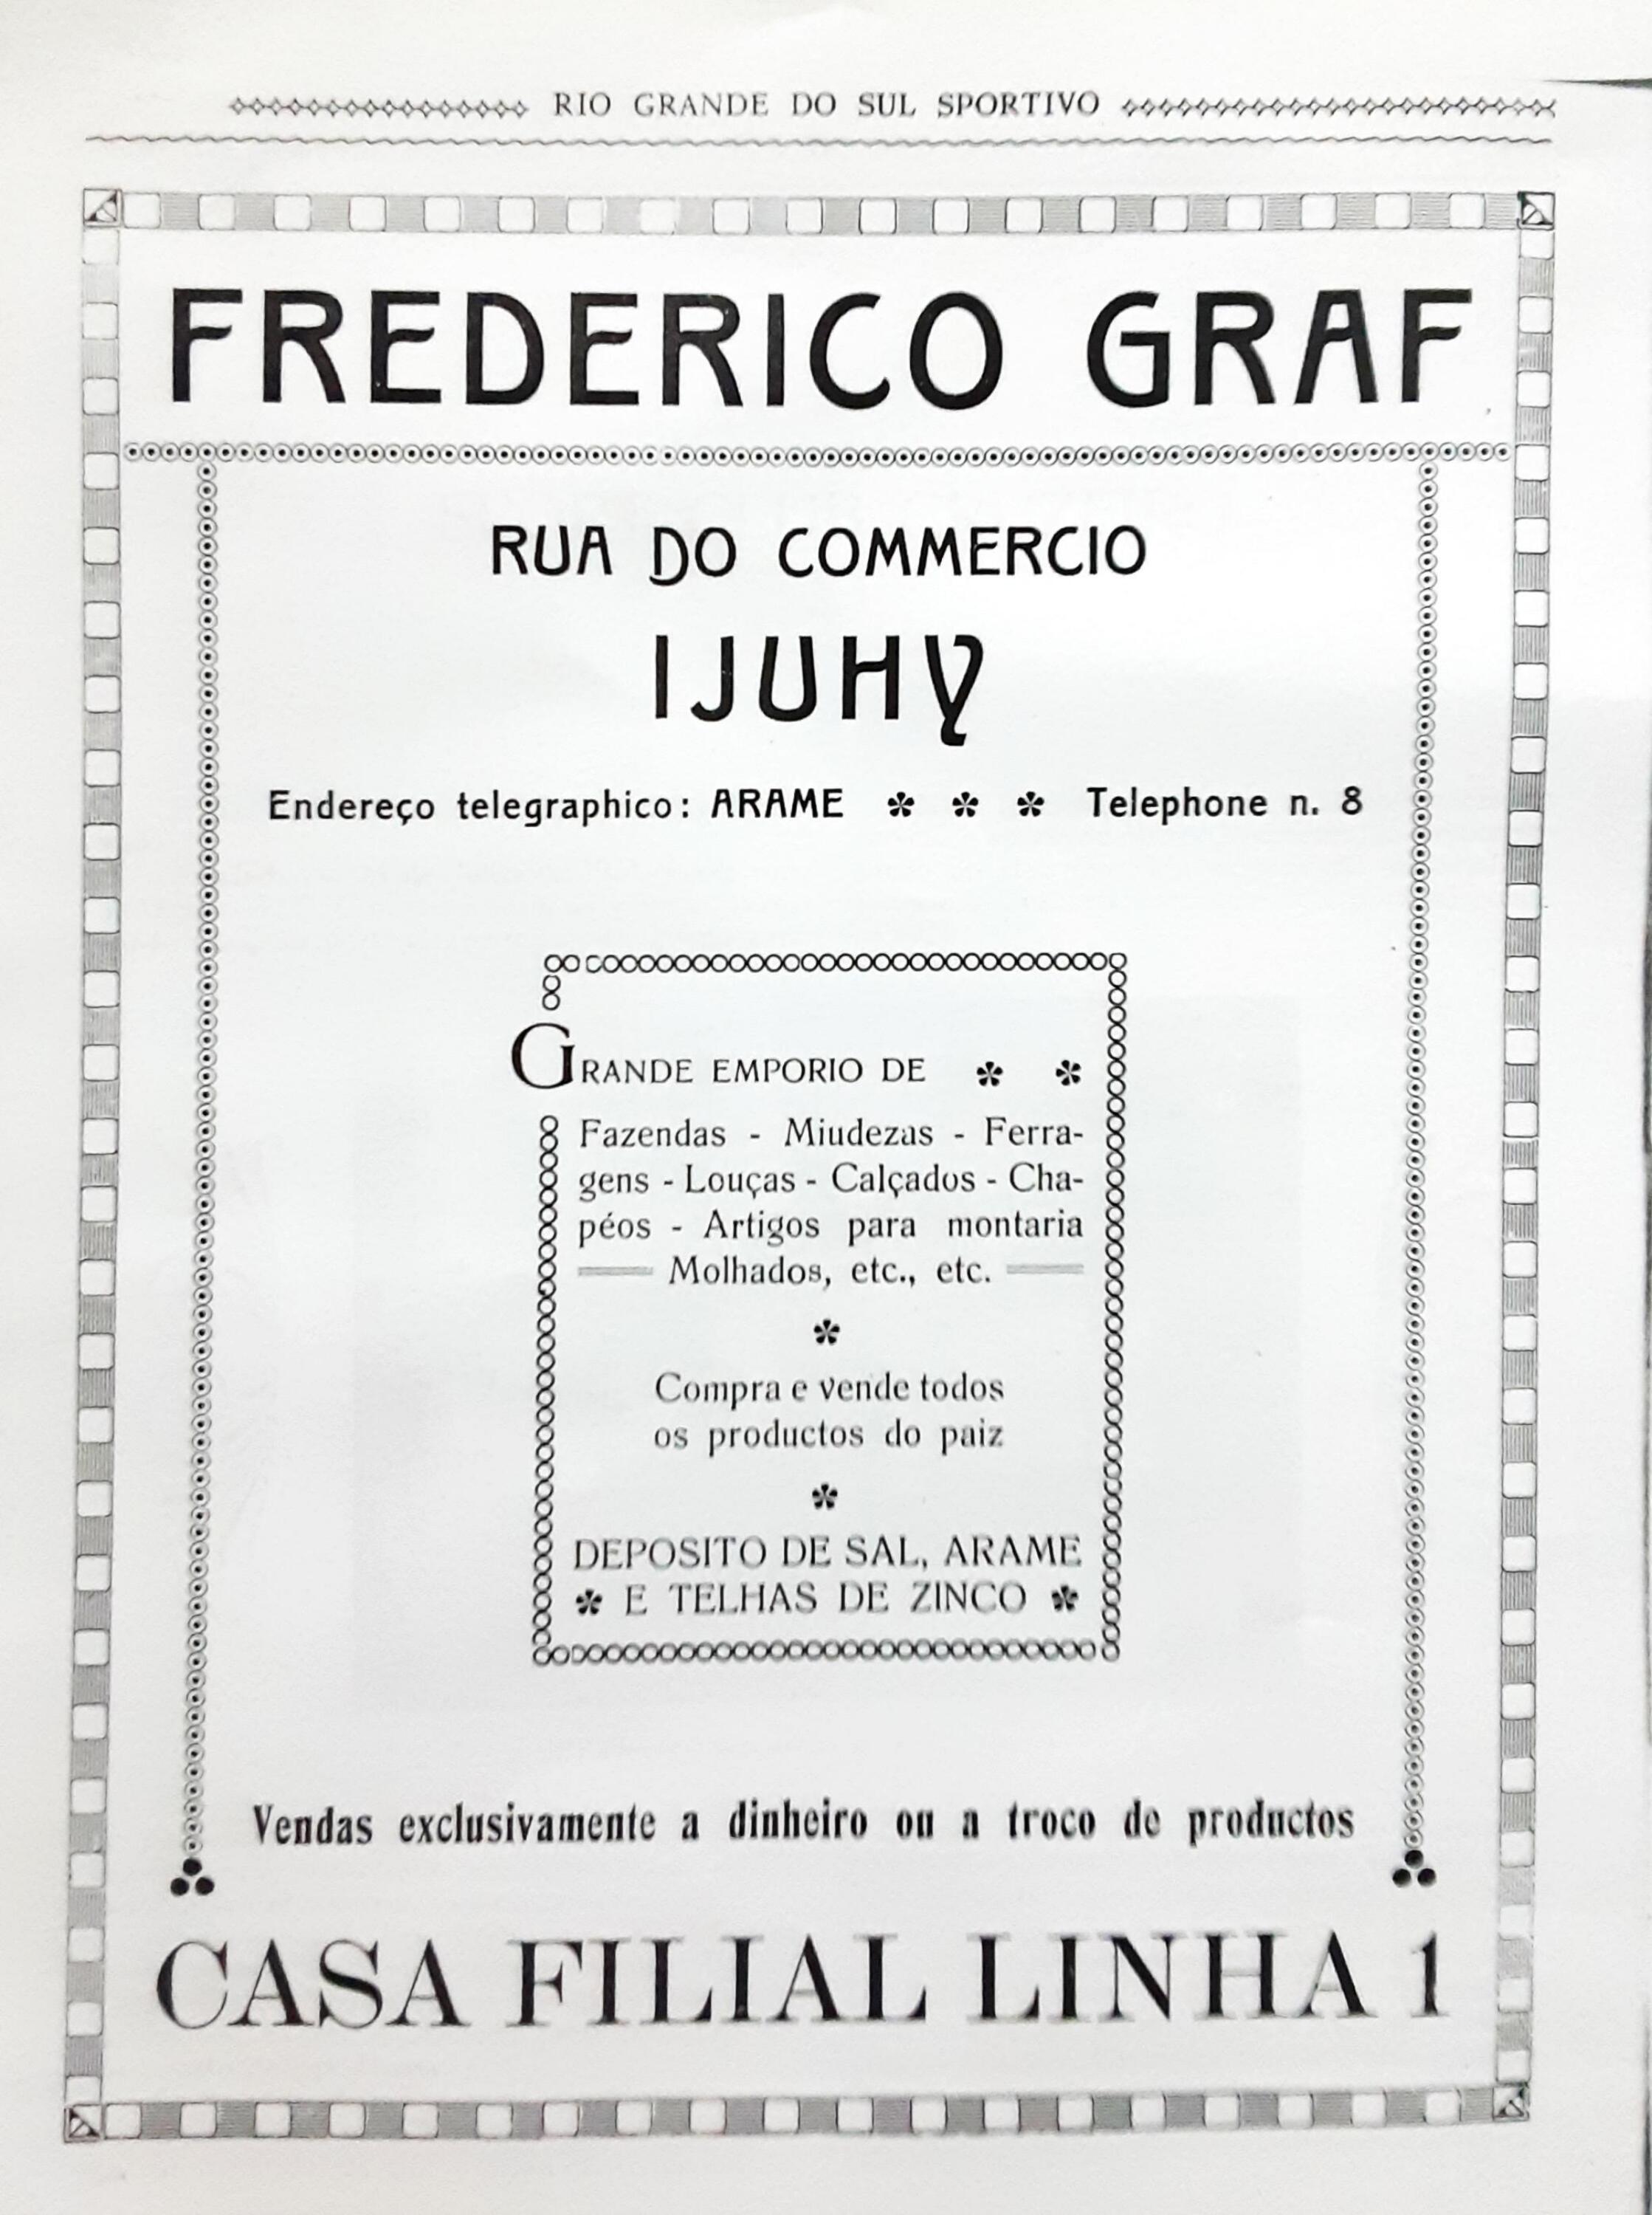 RIO GRANDE DO SUL SPORTIVO
FREDERICO GRAF
RUA DO COMMERCIO
IJUHY
Endereço telegraphico: ARAME * * * Telephone n. 8
GRANDE EMPORIO DE * *
Fazendas - Miudezas - Ferra-
gens - Louças - Calçados - Cha-
péos - Artigos para montaria
Molhados, etc., etc.
*
Compra e vende todos
os productos do paiz
*
DEPOSITO DE SAL, ARAME
* E TELHAS DE ZINCO *
Vendas exclusivamente a dinheiro ou a troco de productos
CASA FILIAL LINHA 1